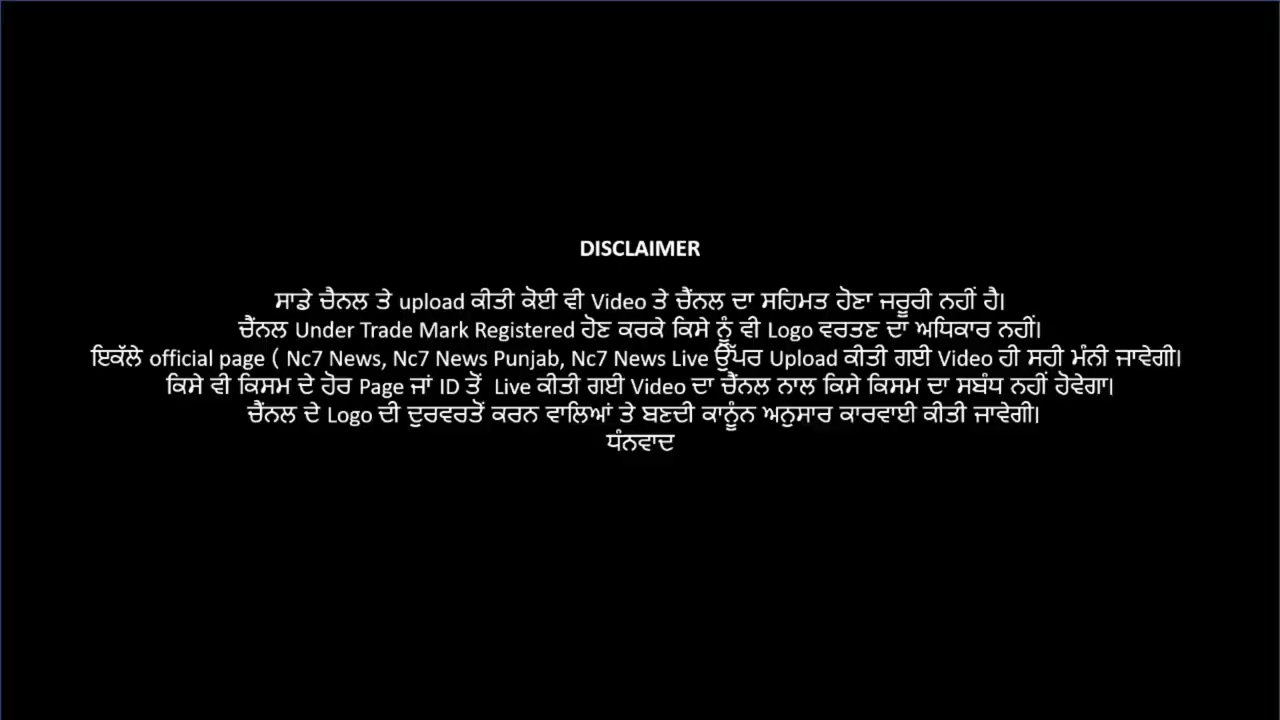 DISCLAIMER
ਸਾਡੇ ਚੈਨਲ ਤੇ upload ਕੀਤੀ ਕੋਈ ਵੀ Video ਤੇ ਚੈੱਨਲ ਦਾ ਸਹਿਮਤ ਹੋਣਾ ਜਰੂਰੀ ਨਹੀਂ ਹੈ।
ਚੈੱਨਲ Under Trade Mark Registered ਹੋਣ ਕਰਕੇ ਕਿਸੇ ਨੂੰ ਵੀ Logo ਵਰਤਣ ਦਾ ਅਧਿਕਾਰ ਨਹੀਂ।
ਇਕੱਲੇ official page ( Nc7 News, Nc7 News Punjab, Nc7 News Live ਉੱਪਰ Upload ਕੀਤੀ ਗਈ Video ਹੀ ਸਹੀ ਮੰਨੀ ਜਾਵੇਗੀ।
ਕਿਸੇ ਵੀ ਕਿਸਮ ਦੇ ਹੋਰ Page ਜਾਂ ID ਤੋਂ  Live ਕੀਤੀ ਗਈ Video ਦਾ ਚੈੱਨਲ ਨਾਲ ਕਿਸੇ ਕਿਸਮ ਦਾ ਸਬੰਧ ਨਹੀਂ ਹੋਵੇਗਾ।
ਚੈੱਨਲ ਦੇ Logo ਦੀ ਦੁਰਵਰਤੋਂ ਕਰਨ ਵਾਲਿਆਂ ਤੇ ਬਣਦੀ ਕਾਨੂੰਨ ਅਨੁਸਾਰ ਕਾਰਵਾਈ ਕੀਤੀ ਜਾਵੇਗੀ।
ਧੰਨਵਾਦ